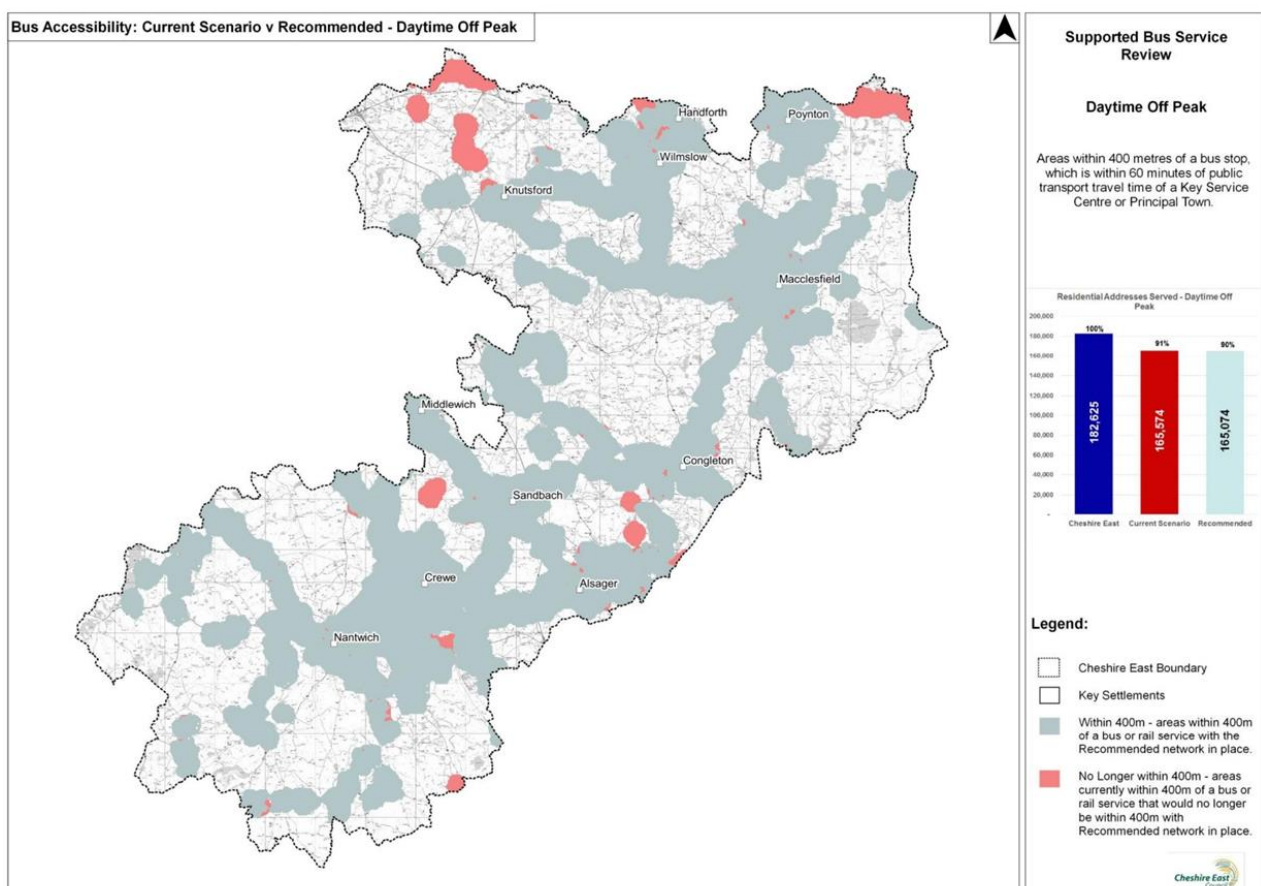 Bus Accessibility: Current Scenario v Recommended - Daytime Off Peak
Handforth
Poynton
Wilmslow
Knutsford
Macclesfield
Middlewich
Congleton
Sandbach
Crewe
Alsager
Nantwich
Supported Bus Service
Review
Daytime Off Peak
Areas within 400 metres of a bus stop,
which is within 60 minutes of public
transport travel time of a Key Service
Centre or Principal Town.
Residential Addresses Served - Daytime Off
Peak
200,000
180,000
160,000
140,000
120,000
100,000
80,000
60,000
40,000
20,000
-
100%
91%
90%
182,625
165,574
165,074
Cheshire East
Current Scenario
Recommended
Legend:
Cheshire East Boundary
Key Settlements
Within 400m - areas within 400m
of a bus or rail service with the
Recommended network in place.
No Longer within 400m - areas
currently within 400m of a bus or
rail service that would no longer
be within 400m with
Recommended network in place.
Cheshire East